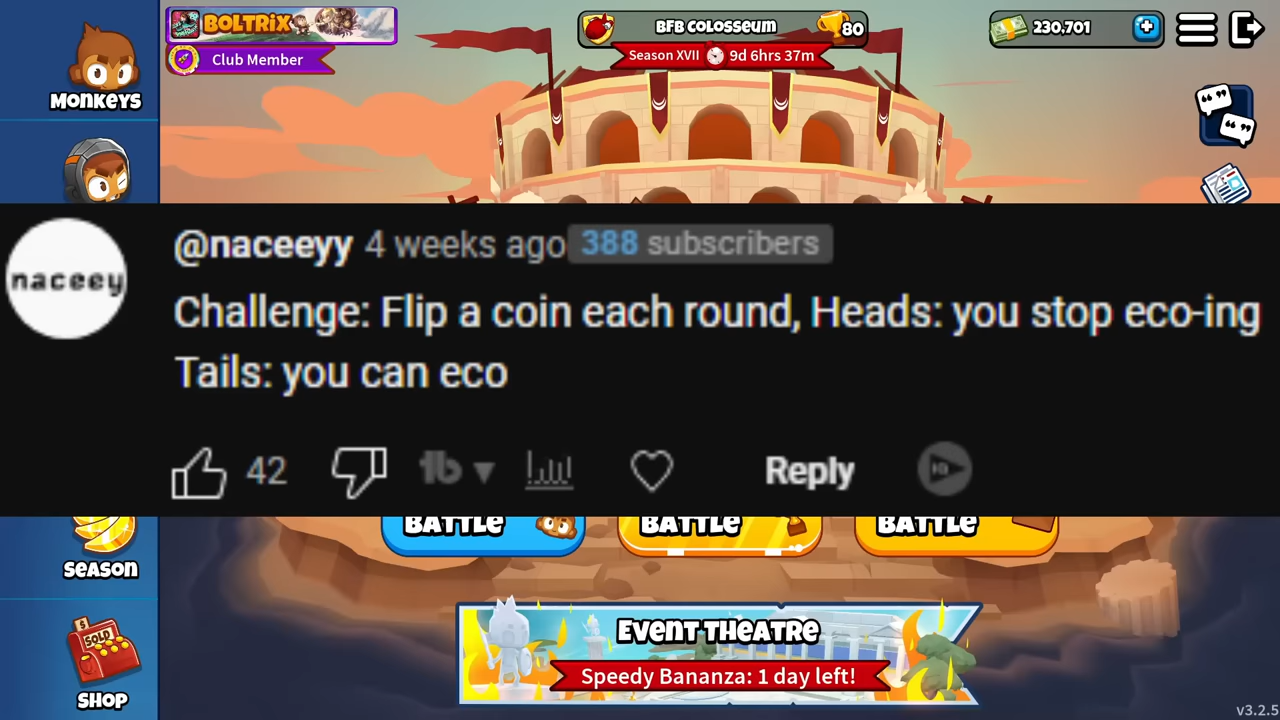 BOLTRiX
Club Member
BFB COLOSSEUM
80
Season XVII
9d 6hrs 37m
230,701
MONKEYS
@naceeyy 4 weeks ago 388 subscribers
naceey
Challenge: Flip a coin each round, Heads: you stop eco-ing
Tails: you can eco
42
Reply
BATTLE
BATTLE
BATTLE
SEASON
EVENT THEATRE
Speedy Bananza: 1 day left!
SOLD
SHOP
v3.2.5